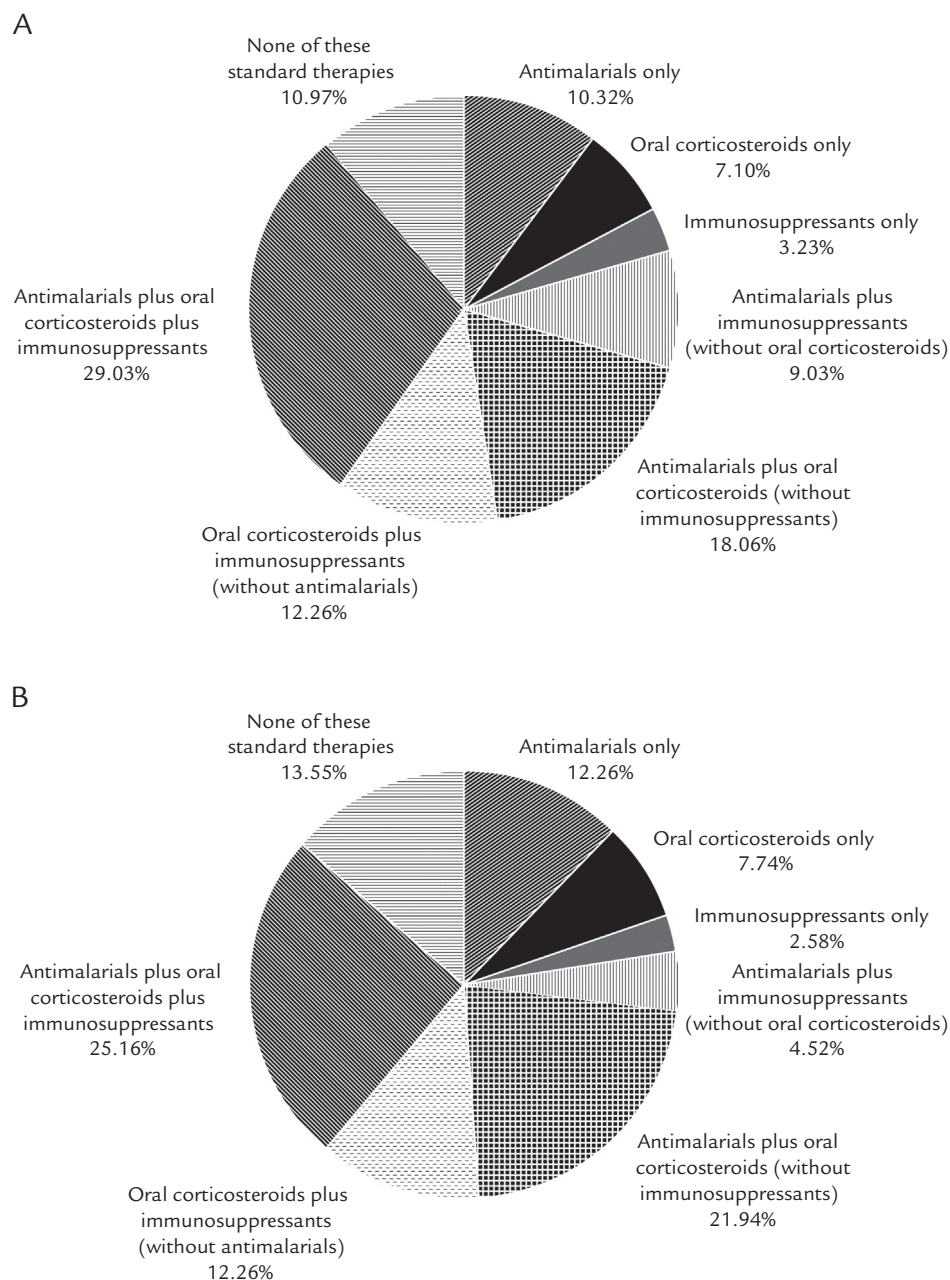 A
None of these
standard therapies
10.97%
Antimalarials only
10.32%
Oral corticosteroids only
7.10%
Immunosuppressants only
3.23%
Antimalarials plus
immunosuppressants
(without oral corticosteroids)
9.03%
Antimalarials plus oral
corticosteroids (without
immunosuppressants)
18.06%
Oral corticosteroids plus
immunosuppressants
(without antimalarials)
12.26%
Antimalarials plus oral
corticosteroids plus
immunosuppressants
29.03%
B
None of these
standard therapies
13.55%
Antimalarials only
12.26%
Oral corticosteroids only
7.74%
Immunosuppressants only
2.58%
Antimalarials plus
immunosuppressants
(without oral corticosteroids)
4.52%
Antimalarials plus oral
corticosteroids (without
immunosuppressants)
21.94%
Oral corticosteroids plus
immunosuppressants
(without antimalarials)
12.26%
Antimalarials plus oral
corticosteroids plus
immunosuppressants
25.16%